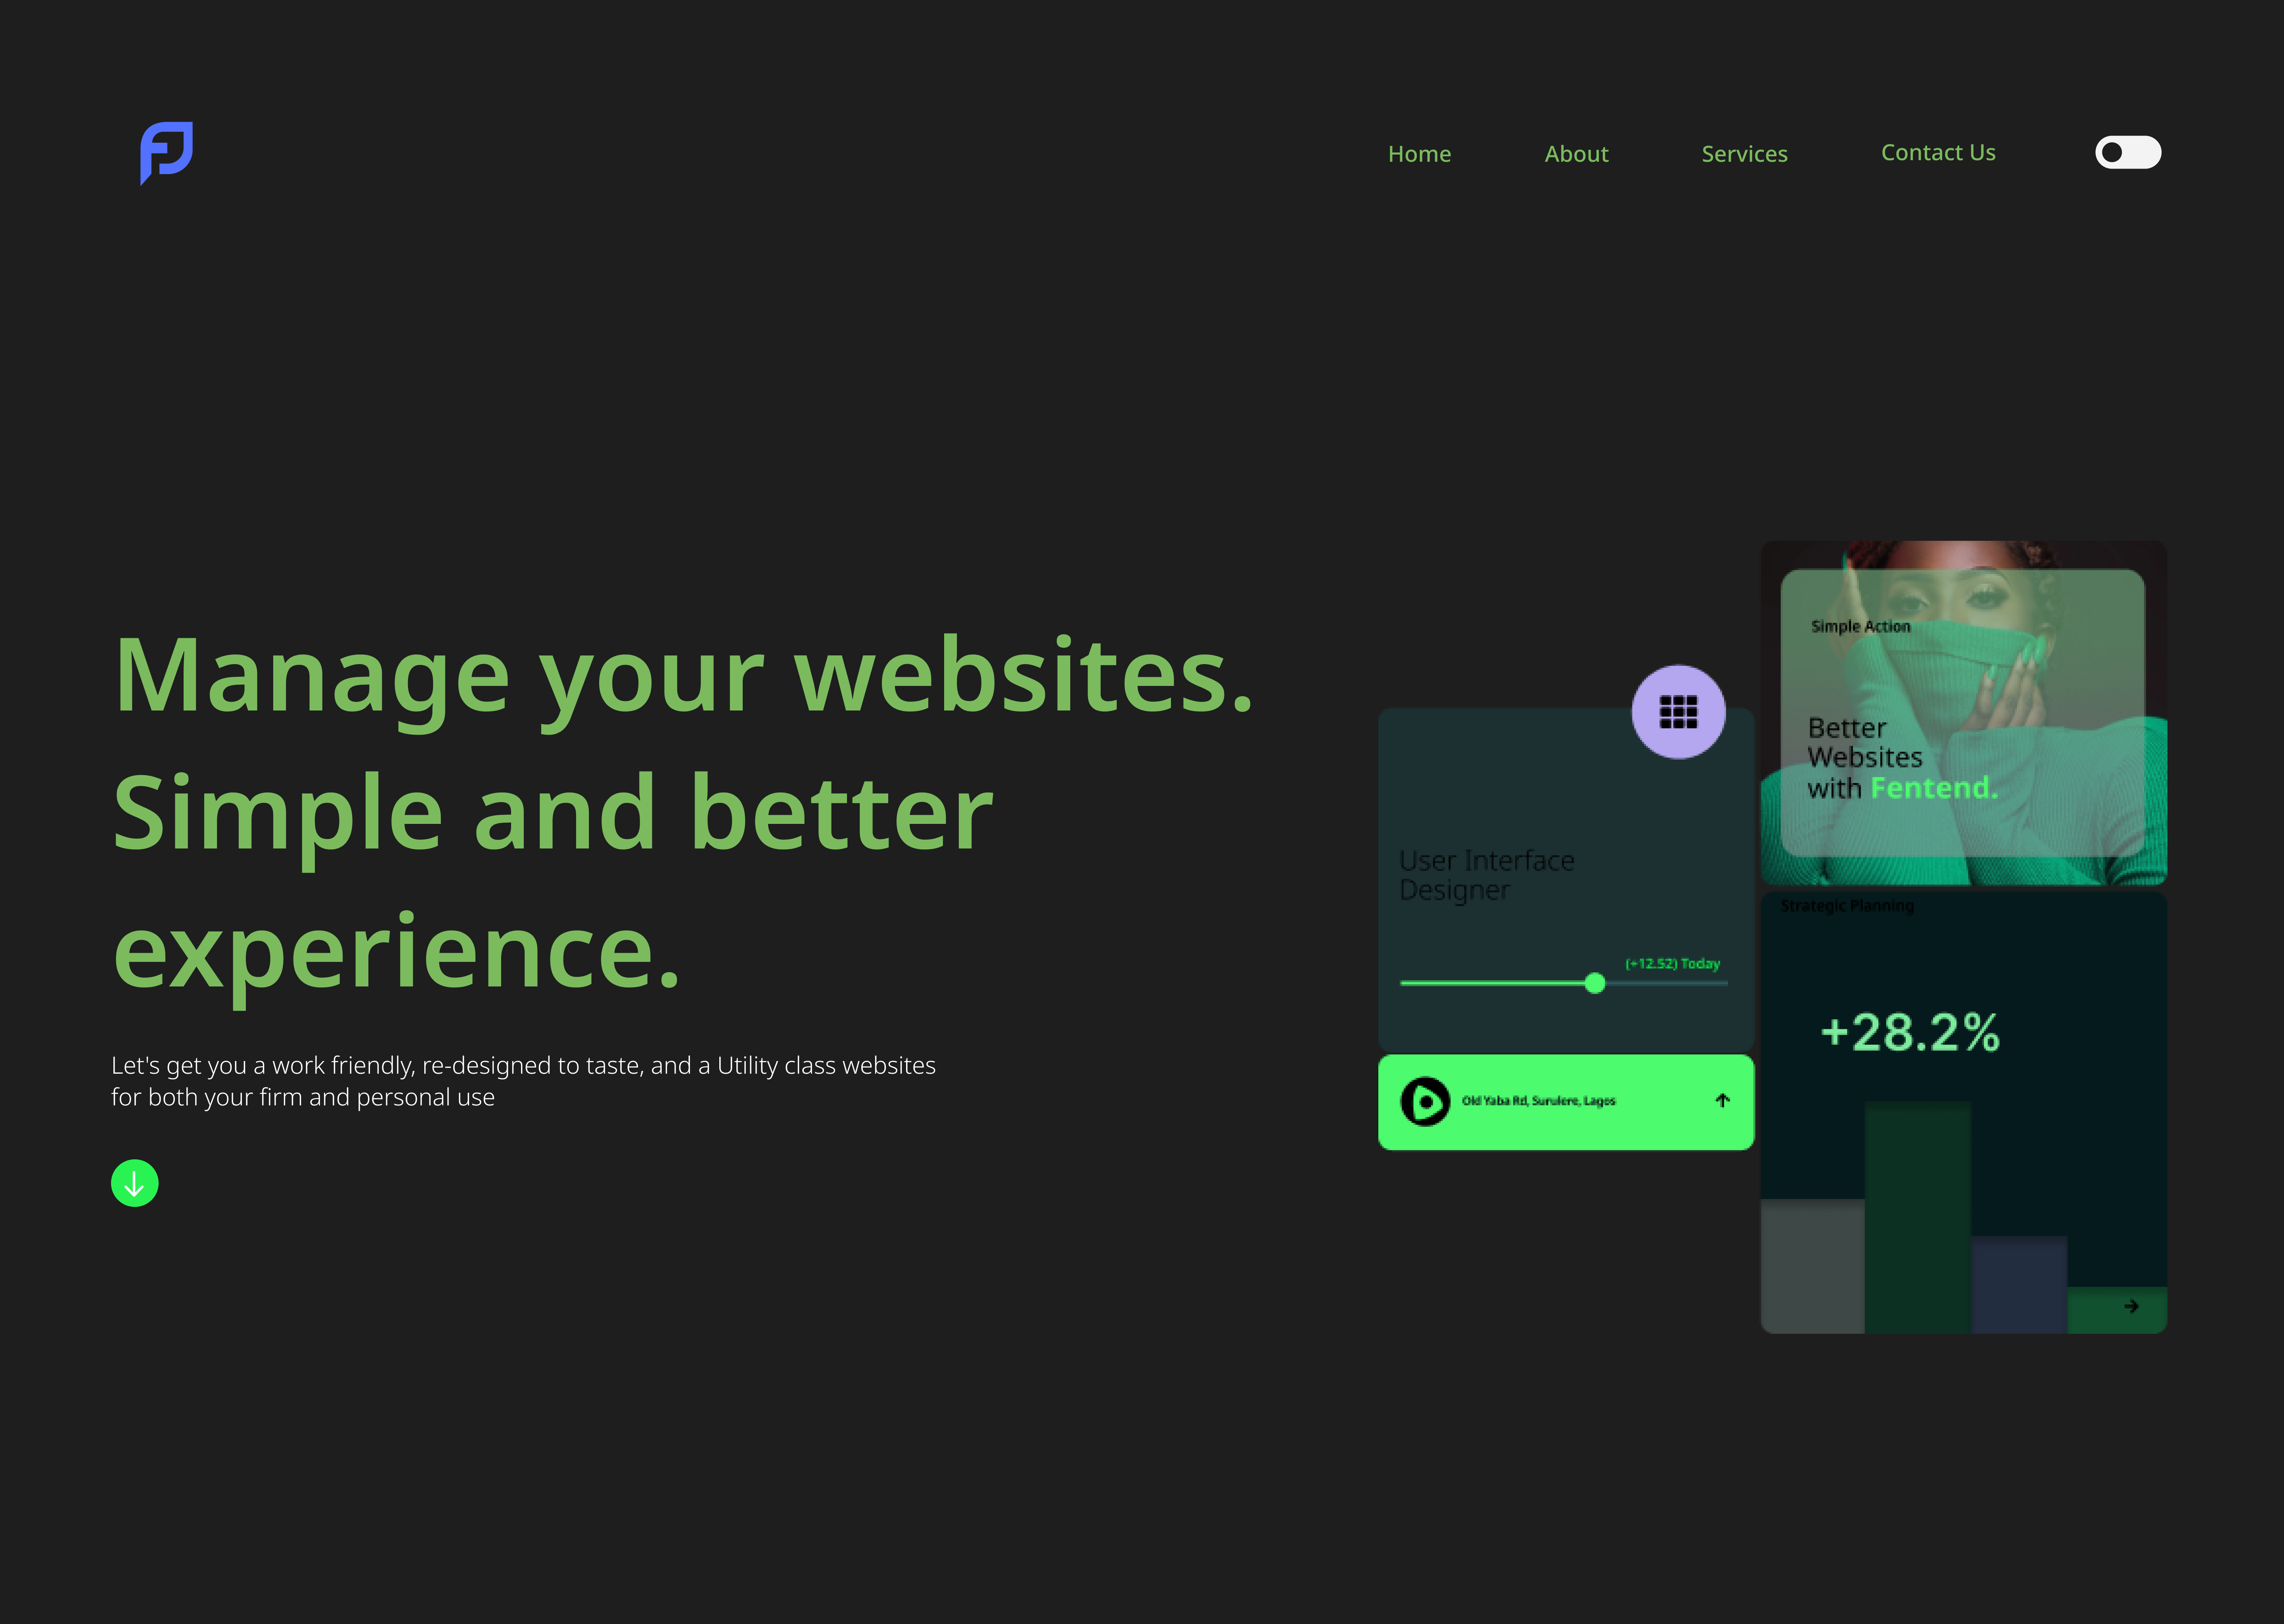 Home
About
Services
Contact Us
Manage your websites.
Simple and better
experience.
Let's get you a work friendly, re-designed to taste, and a Utility class websites
for both your firm and personal use
Simple Action
Better
Websites
with Fentend.
User Interface
Designer
(+12.52) Today
Old Yaba Rd, Surulere, Lagos
Strategic Planning
+28.2%